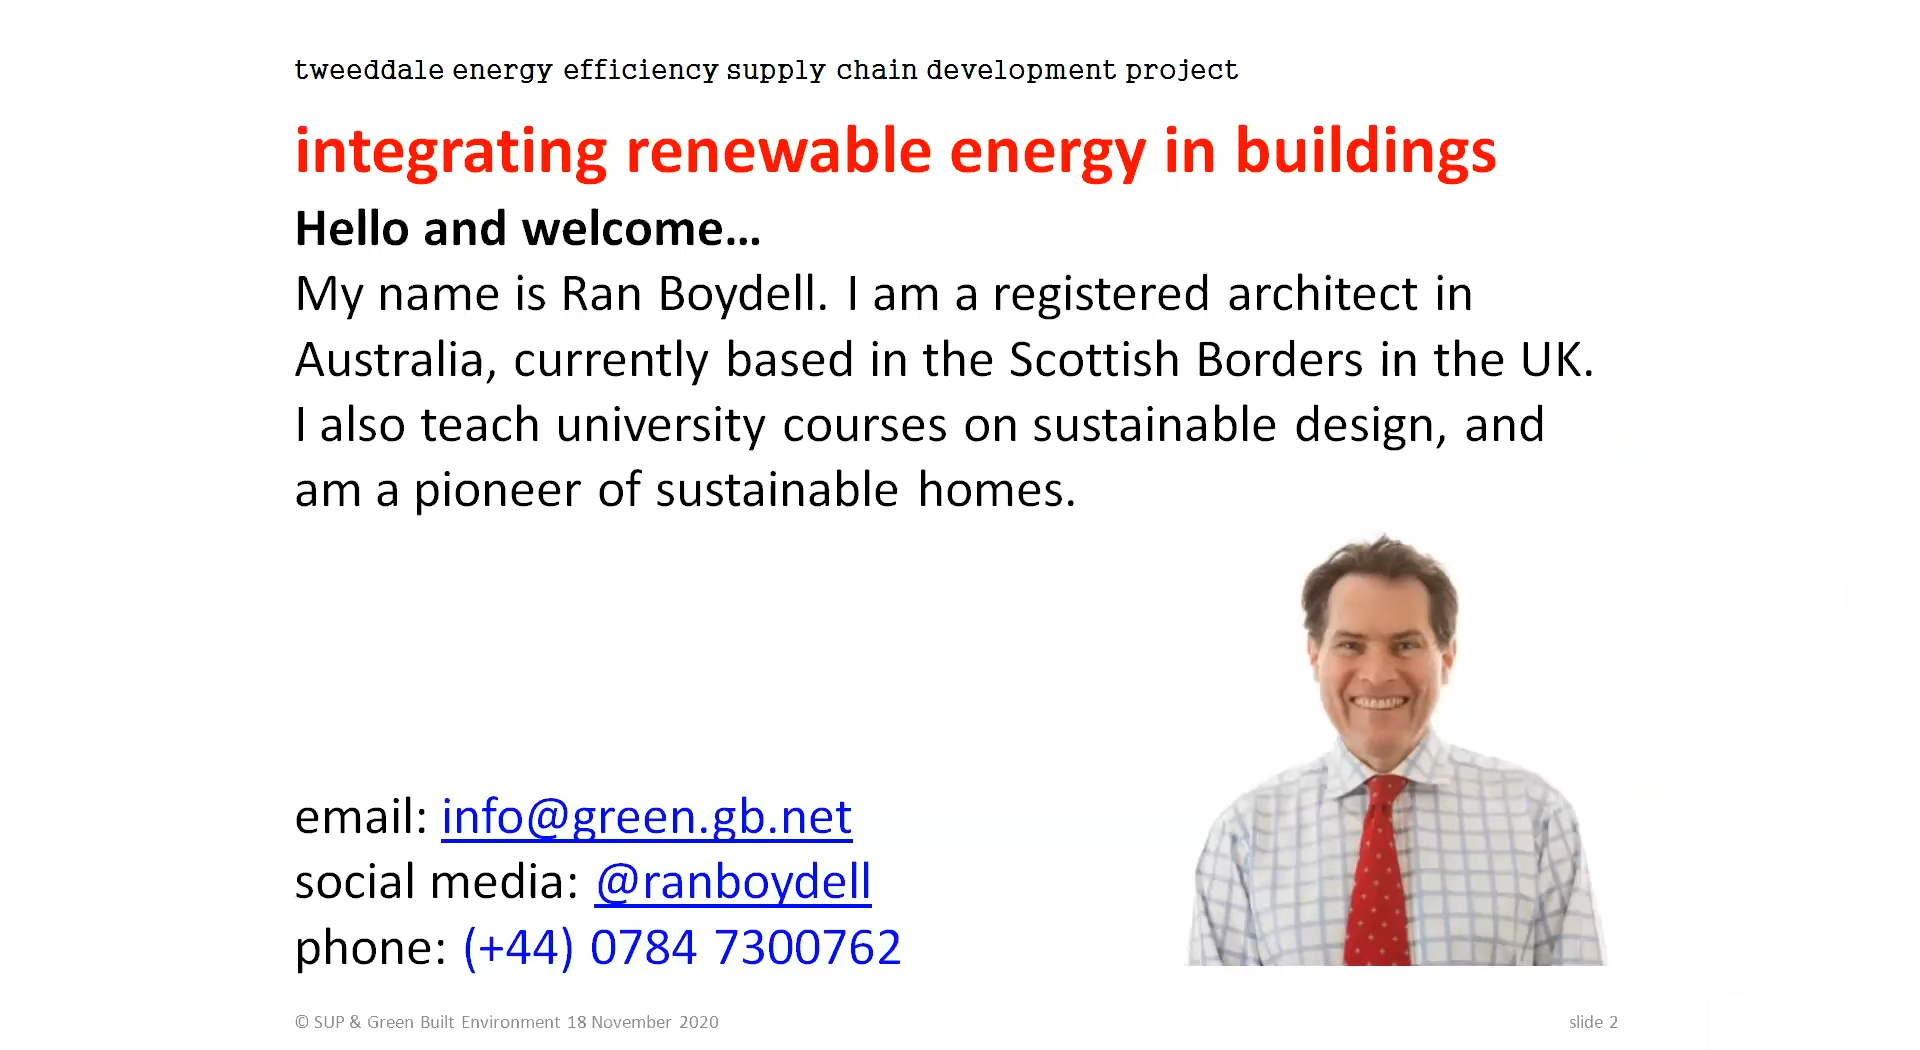 tweeddale energy efficiency supply chain development project
integrating renewable energy in buildings
Hello and welcome…
My name is Ran Boydell. I am a registered architect in
Australia, currently based in the Scottish Borders in the UK.
I also teach university courses on sustainable design, and
am a pioneer of sustainable homes.
email: info@green.gb.net
social media: @ranboydell
phone: (+44) 0784 7300762
© SUP & Green Built Environment 18 November 2020
slide 2